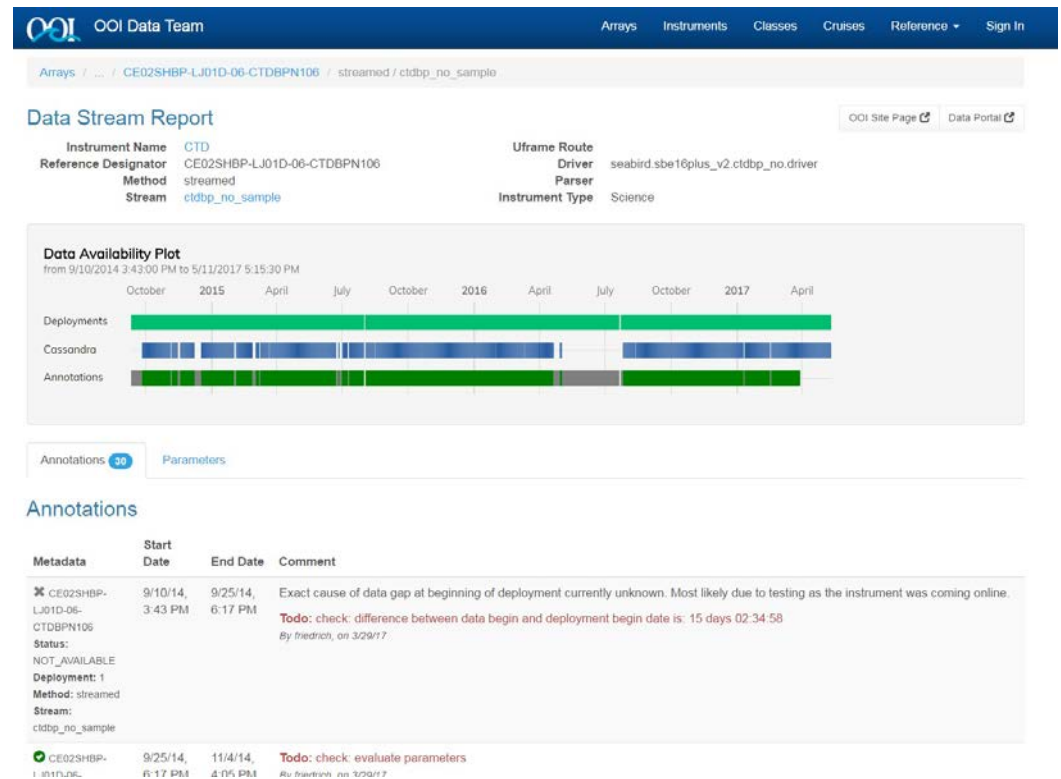 OOI OOI Data Team Arrays Instruments Classes Cruises Reference Sign In
Arrays / ... / CE02SHBP-LJ01D-06-CTDBPN106 / streamed / ctdbp_no_sample
Data Stream Report OOI Site Page Data Portal
Instrument Name CTD Uframe Route
Reference Designator CE02SHBP-LJ01D-06-CTDBPN106 Driver seabird.sbe16plus_v2.ctdbp_no.driver
Method streamed Parser
Stream ctdbp_no_sample Instrument Type Science
Data Availability Plot
from 9/10/2014 3:43:00 PM to 5/11/2017 5:15:30 PM
October 2015 April July October 2016 April July October 2017 April
Deployments
Cassandra
Annotations
Annotations 30 Parameters
Annotations
Metadata Start Date End Date Comment
CE02SHBP-LJ01D-06-CTDBPN106 9/10/14, 3:43 PM 9/25/14, 6:17 PM Exact cause of data gap at beginning of deployment currently unknown. Most likely due to testing as the instrument was coming online.
Todo: check: difference between data begin and deployment begin date is: 15 days 02:34:58
By friedrich, on 3/29/17
Status:
NOT_AVAILABLE
Deployment: 1
Method: streamed
Stream:
ctdbp_no_sample
CE02SHBP- 9/25/14, 11/4/14, Todo: check: evaluate parameters
LJ01D-06- 6:17 PM 4:05 PM By friedrich, on 3/29/17